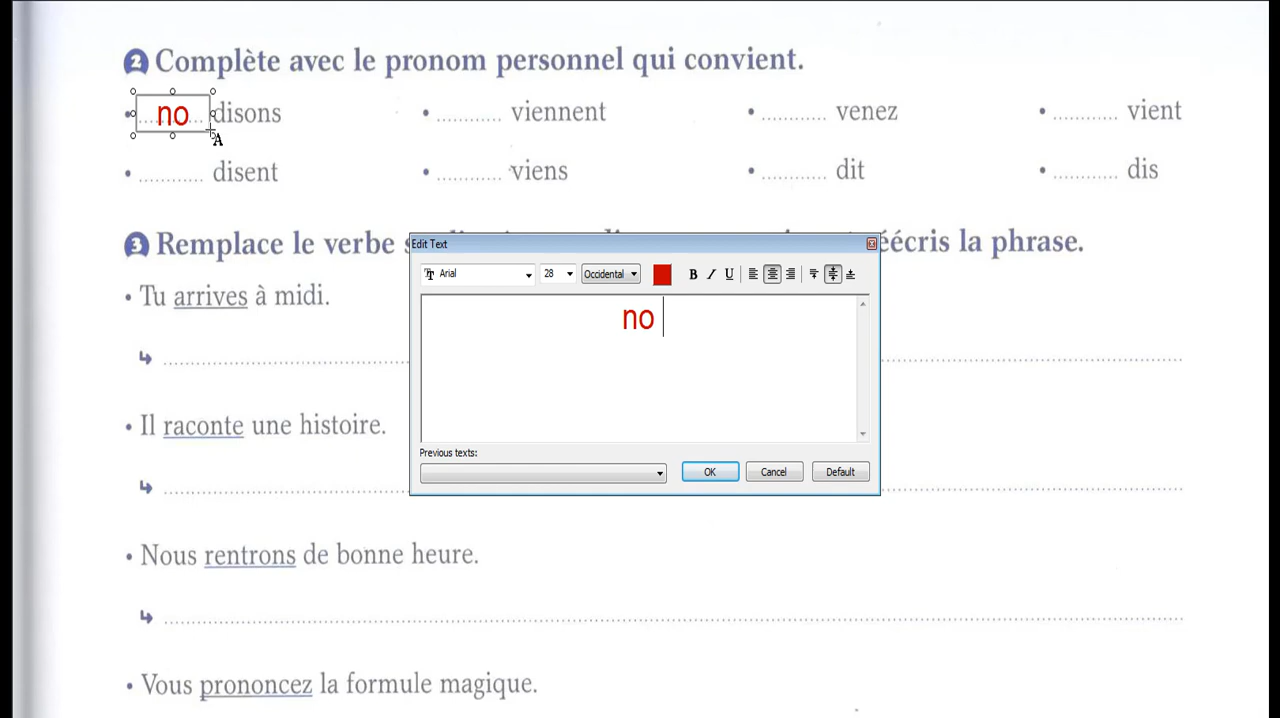 2 Complète avec le pronom personnel qui convient.
• no disons • ............ viennent • ............ venez • ............ vient
• ............ disent • ............ viens • ............ dit • ............ dis
3 Remplace le verbe écris la phrase.
Edit Text
Arial 28 Occidental B I U
no
Previous texts:
OK Cancel Default
• Tu arrives à midi.
• Il raconte une histoire.
• Nous rentrons de bonne heure.
• Vous prononcez la formule magique.
A